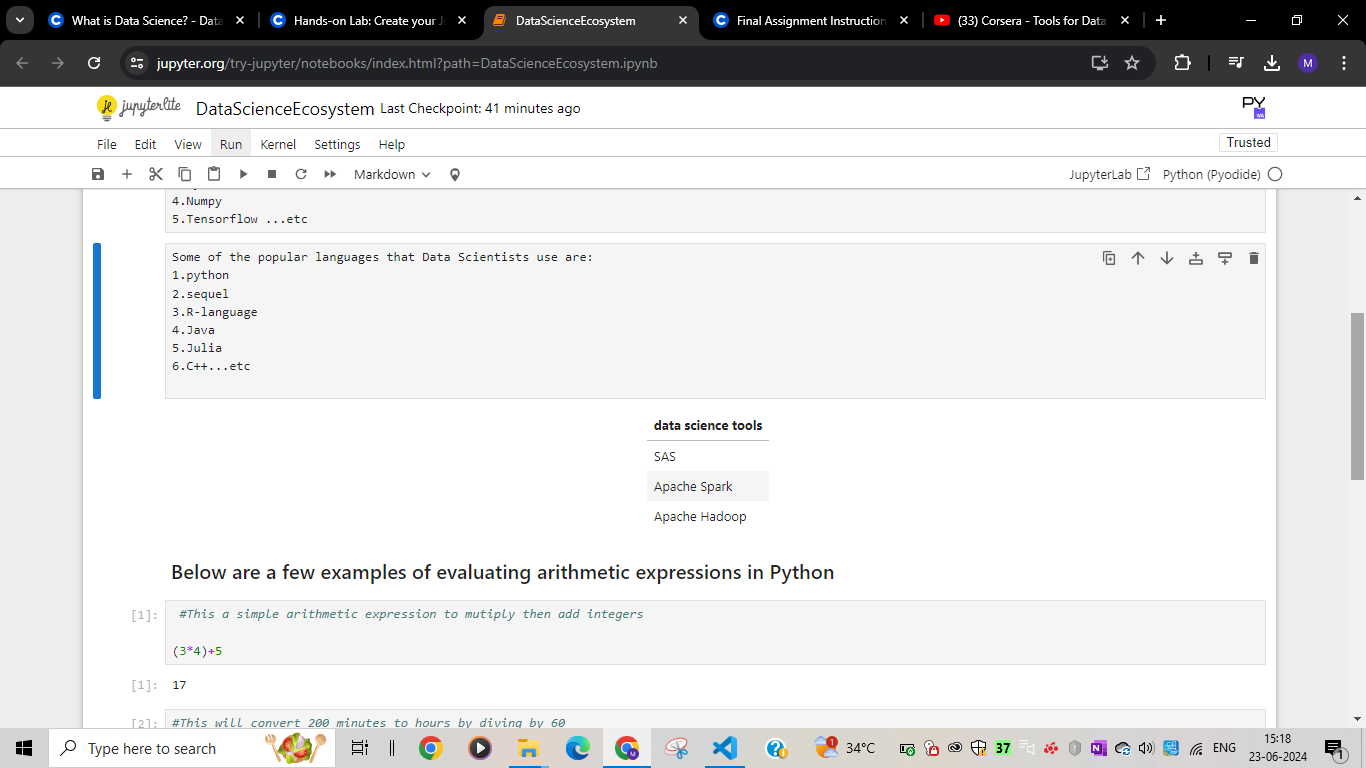 What is Data Science? - Data
Hands-on Lab: Create your J
DataScienceEcosystem
Final Assignment Instruction
(33) Corsera - Tools for Data
jupyter.org/try-jupyter/notebooks/index.html?path=DataScienceEcosystem.ipynb
M
jupyterlite DataScienceEcosystem Last Checkpoint: 41 minutes ago
PY
File Edit View Run Kernel Settings Help
Trusted
Markdown
JupyterLab Python (Pyodide)
4.Numpy
5.Tensorflow ...etc
Some of the popular languages that Data Scientists use are:
1.python
2.sequel
3.R-language
4.Java
5.Julia
6.C++...etc
data science tools
SAS
Apache Spark
Apache Hadoop
Below are a few examples of evaluating arithmetic expressions in Python
[1]: #This a simple arithmetic expression to mutiply then add integers
(3*4)+5
[1]: 17
[2]: #This will convert 200 minutes to hours by diving by 60
Type here to search
34°C
37
ENG
15:18
23-06-2024
1